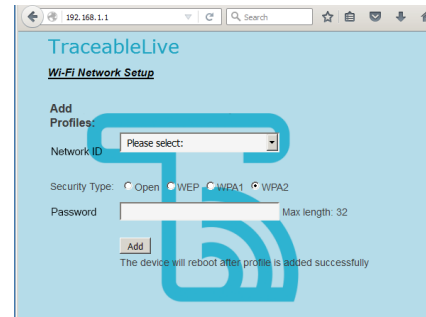 192.168.1.1
Search
TraceableLive
Wi-Fi Network Setup
Add
Profiles:
Network ID
Please select:
Security Type: Open WEP WPA1 WPA2
Password
Max length: 32
Add
The device will reboot after profile is added successfully